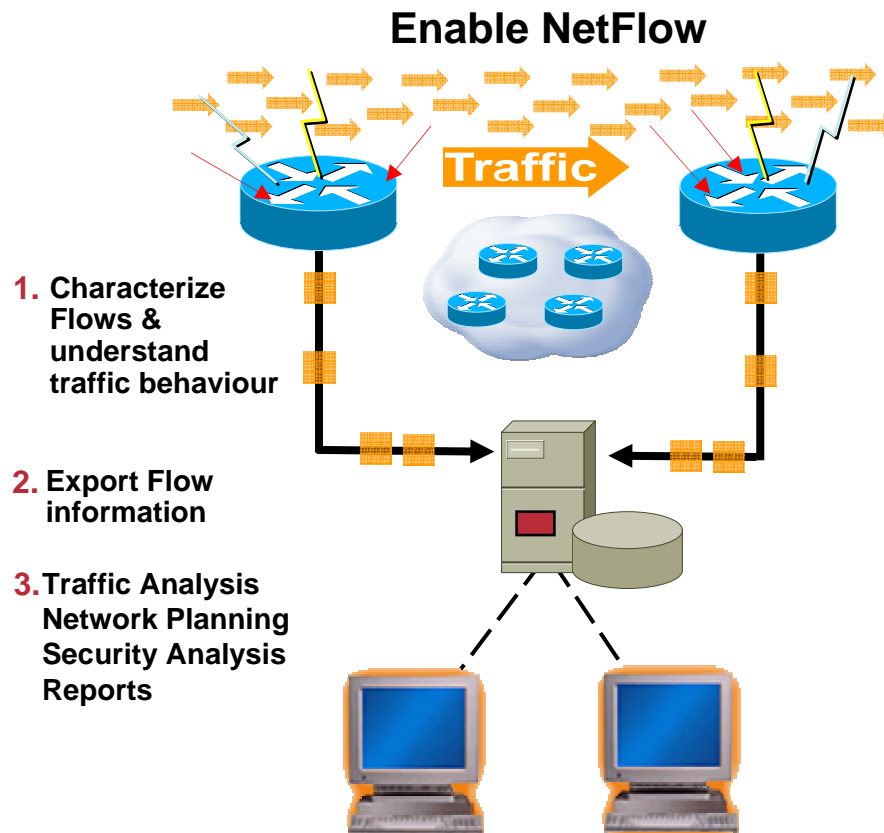 Enable NetFlow
Traffic
1. Characterize
Flows &
understand
traffic behaviour
2. Export Flow
information
3. Traffic Analysis
Network Planning
Security Analysis
Reports